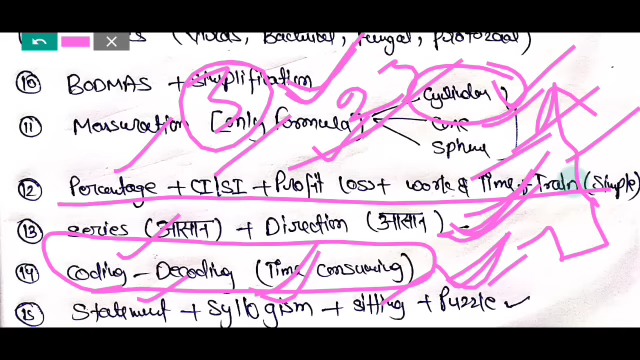 (Virus, Bacterial, fungal, protozoal)
10 BODMAS + Simplification
11 Mensuration [only formula] Cylinder
Cone
Sphere
12 Percentage + CI/SI + Profit loss + work & Time + Train (Simple)
13 Series (आसान) + Direction (आसान)
14 Coding - Decoding (Time Consuming)
15 Statement + Syllogism + sitting + Puzzle